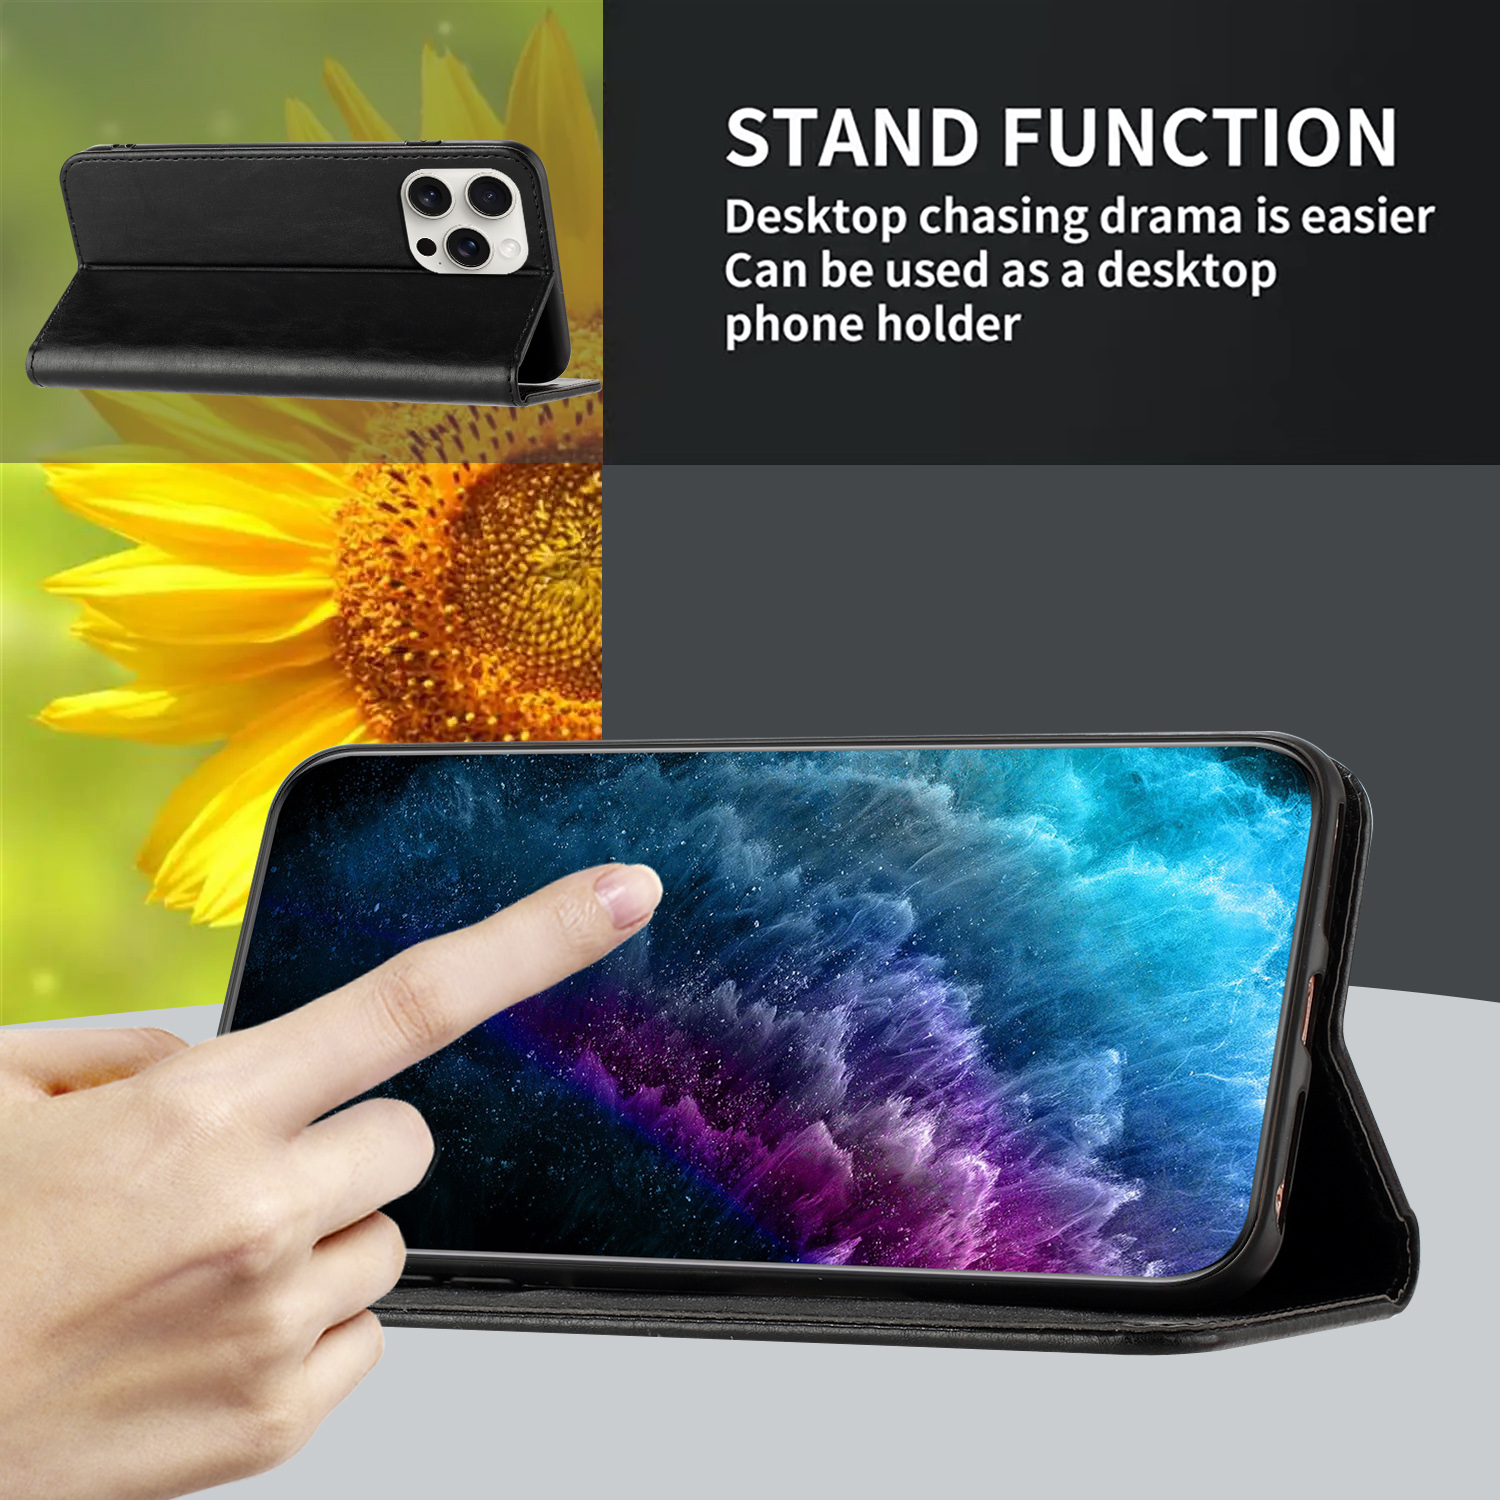 STAND FUNCTION
Desktop chasing drama is easier
Can be used as a desktop
phone holder